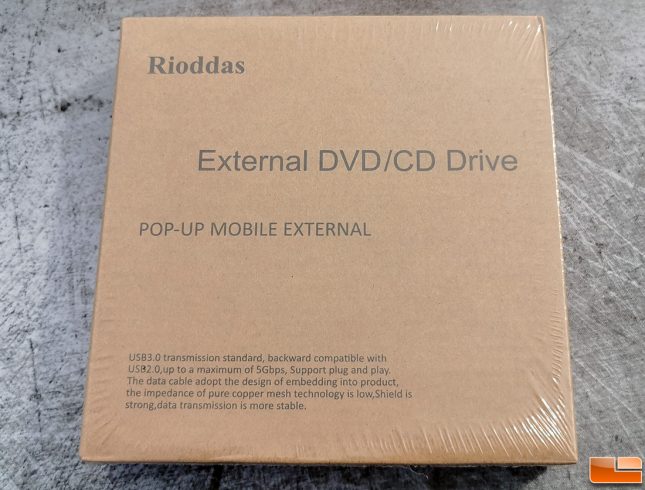 Rioddas
External DVD/CD Drive
POP-UP MOBILE EXTERNAL
USB3.0 transmission standard, backward compatible with
USB2.0,up to a maximum of 5Gbps, Support plug and play.
The data cable adopt the design of embedding into product,
the impedance of pure copper mesh technology is low,Shield is
strong,data transmission is more stable.